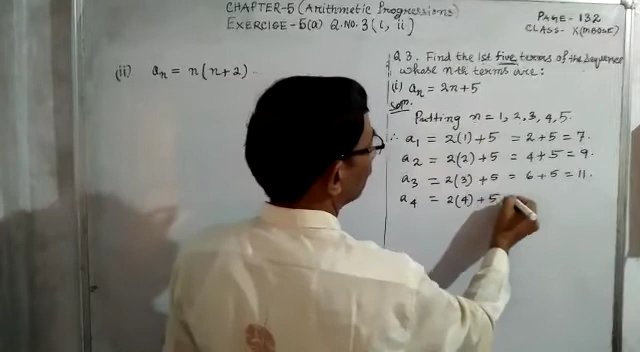 CHAPTER-5 (Arithmetic Progressions)
EXERCISE-5(a) Q.NO.3(i, ii)
PAGE-132
CLASS-X(MBOSE)
(ii) aₙ = n(n+2)
Q3. Find the 1st five terms of the sequence
whose nth terms are:
(i) aₙ = 2n+5
Soln.
Putting n = 1, 2, 3, 4, 5.
∴ a₁ = 2(1)+5 = 2+5 = 7.
a₂ = 2(2)+5 = 4+5 = 9.
a₃ = 2(3)+5 = 6+5 = 11.
a₄ = 2(4)+5